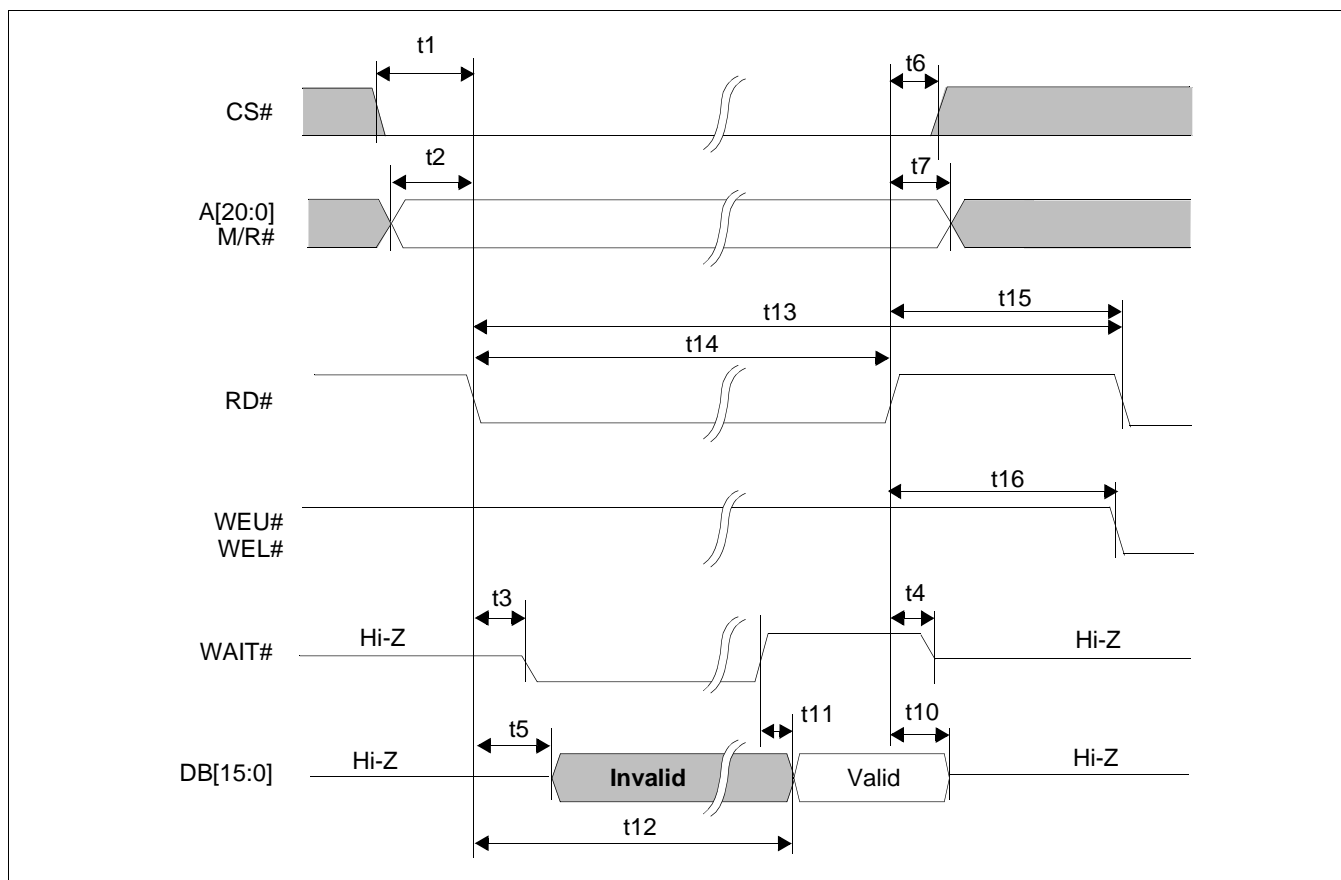 t1
t6
CS#
t2
t7
A[20:0]
M/R#
t15
t13
t14
RD#
t16
WEU#
WEL#
t3
t4
Hi-Z
Hi-Z
WAIT#
t11
t5
t10
Hi-Z
Hi-Z
DB[15:0]
Invalid
Valid
t12